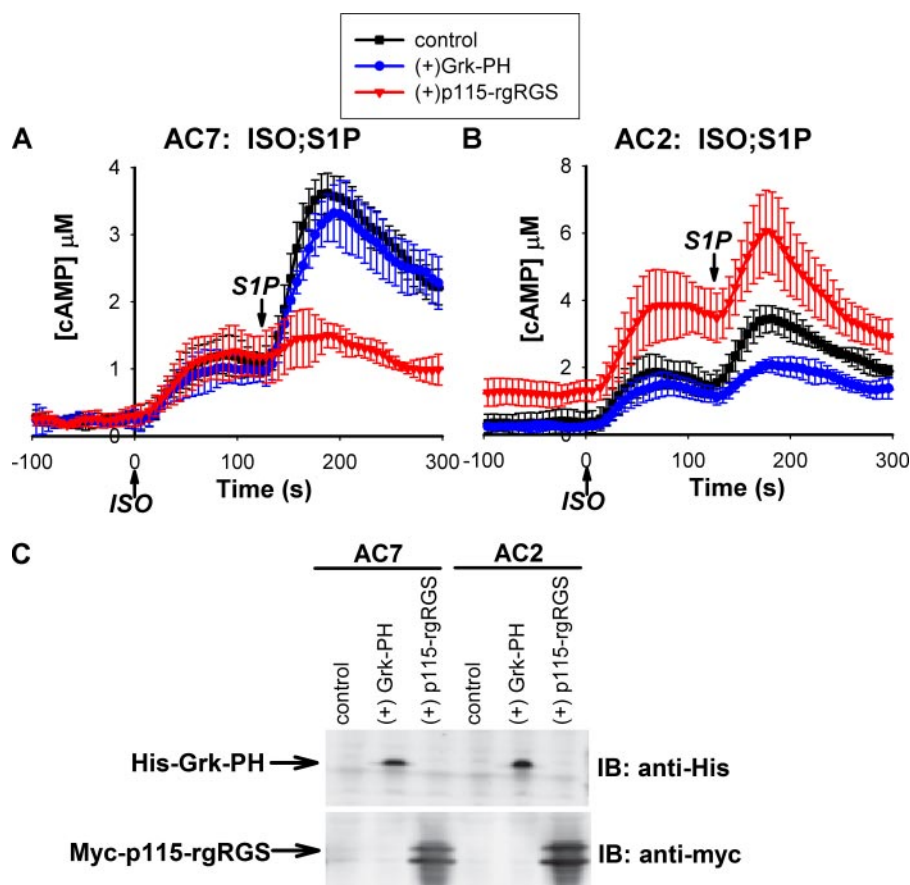 control
(+)Grk-PH
(+)p115-rgRGS
A
AC7: ISO;S1P
[cAMP] μM
4
3
2
1
0
S1P
-100
0
100
200
300
Time (s)
ISO
B
AC2: ISO;S1P
[cAMP] μM
8
6
4
2
0
S1P
-100
0
100
200
300
Time (s)
ISO
C
AC7
AC2
control
(+) Grk-PH
(+) p115-rgRGS
control
(+) Grk-PH
(+) p115-rgRGS
His-Grk-PH
IB: anti-His
Myc-p115-rgRGS
IB: anti-myc